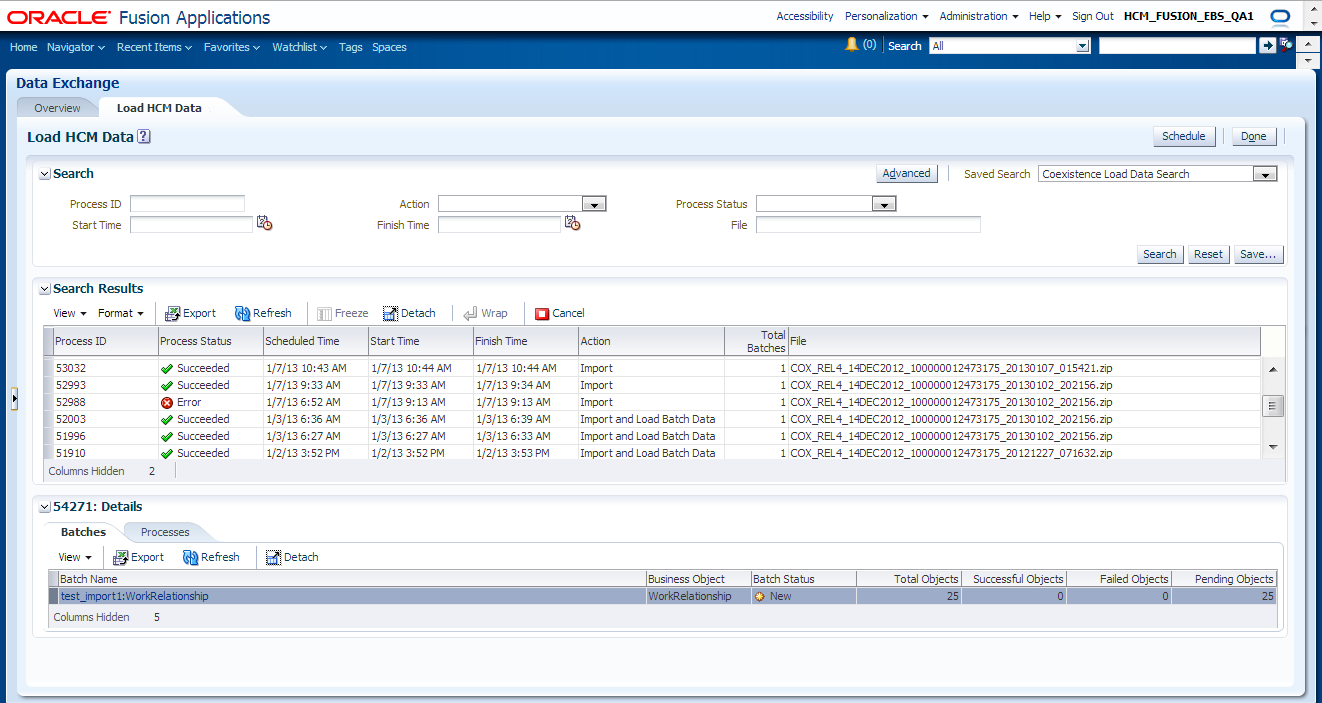 ORACLE Fusion Applications Accessibility Personalization Administration Help Sign Out HCM_FUSION_EBS_QA1
Home Navigator Recent Items Favorites Watchlist Tags Spaces (0) Search All
Data Exchange
Overview Load HCM Data
Load HCM Data ? Schedule Done
Search Advanced Saved Search Coexistence Load Data Search
Process ID Action Process Status
Start Time Finish Time File
Search Reset Save...
Search Results
View Format Export Refresh Freeze Detach Wrap Cancel
Process ID Process Status Scheduled Time Start Time Finish Time Action Total Batches File
53032 Succeeded 1/7/13 10:43 AM 1/7/13 10:44 AM 1/7/13 10:44 AM Import 1 COX_REL4_14DEC2012_100000012473175_20130107_015421.zip
52993 Succeeded 1/7/13 9:33 AM 1/7/13 9:33 AM 1/7/13 9:34 AM Import 1 COX_REL4_14DEC2012_100000012473175_20130102_202156.zip
52988 Error 1/7/13 6:52 AM 1/7/13 9:13 AM 1/7/13 9:13 AM Import 1 COX_REL4_14DEC2012_100000012473175_20130102_202156.zip
52003 Succeeded 1/3/13 6:36 AM 1/3/13 6:36 AM 1/3/13 6:39 AM Import and Load Batch Data 1 COX_REL4_14DEC2012_100000012473175_20130102_202156.zip
51996 Succeeded 1/3/13 6:27 AM 1/3/13 6:27 AM 1/3/13 6:33 AM Import and Load Batch Data 1 COX_REL4_14DEC2012_100000012473175_20130102_202156.zip
51910 Succeeded 1/2/13 3:52 PM 1/2/13 3:52 PM 1/2/13 3:53 PM Import and Load Batch Data 1 COX_REL4_14DEC2012_100000012473175_20121227_071632.zip
Columns Hidden 2
54271: Details
Batches Processes
View Export Refresh Detach
Batch Name Business Object Batch Status Total Objects Successful Objects Failed Objects Pending Objects
test_import1:WorkRelationship WorkRelationship New 25 0 0 25
Columns Hidden 5